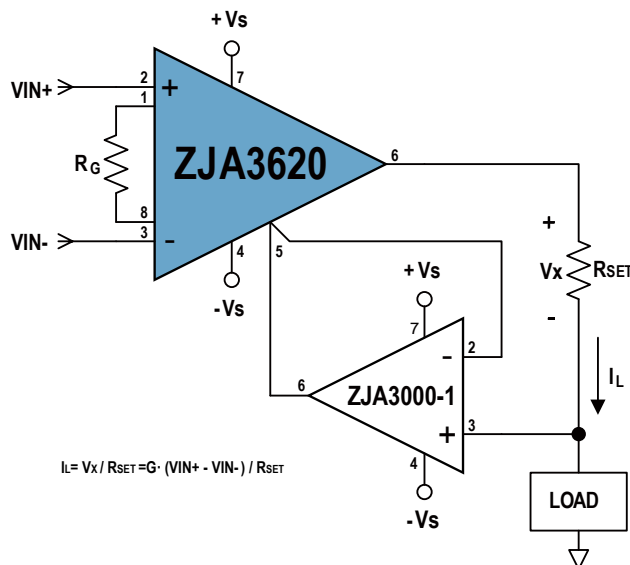 +Vs
7
VIN+
2
+
1
RG
ZJA3620
6
8
VIN-
3
-
4
5
-Vs
+
Vx
RSET
-
+Vs
7
2
-
6
ZJA3000-1
IL
+
3
4
-Vs
IL= Vx / RSET =G· (VIN+ - VIN- ) / RSET
LOAD